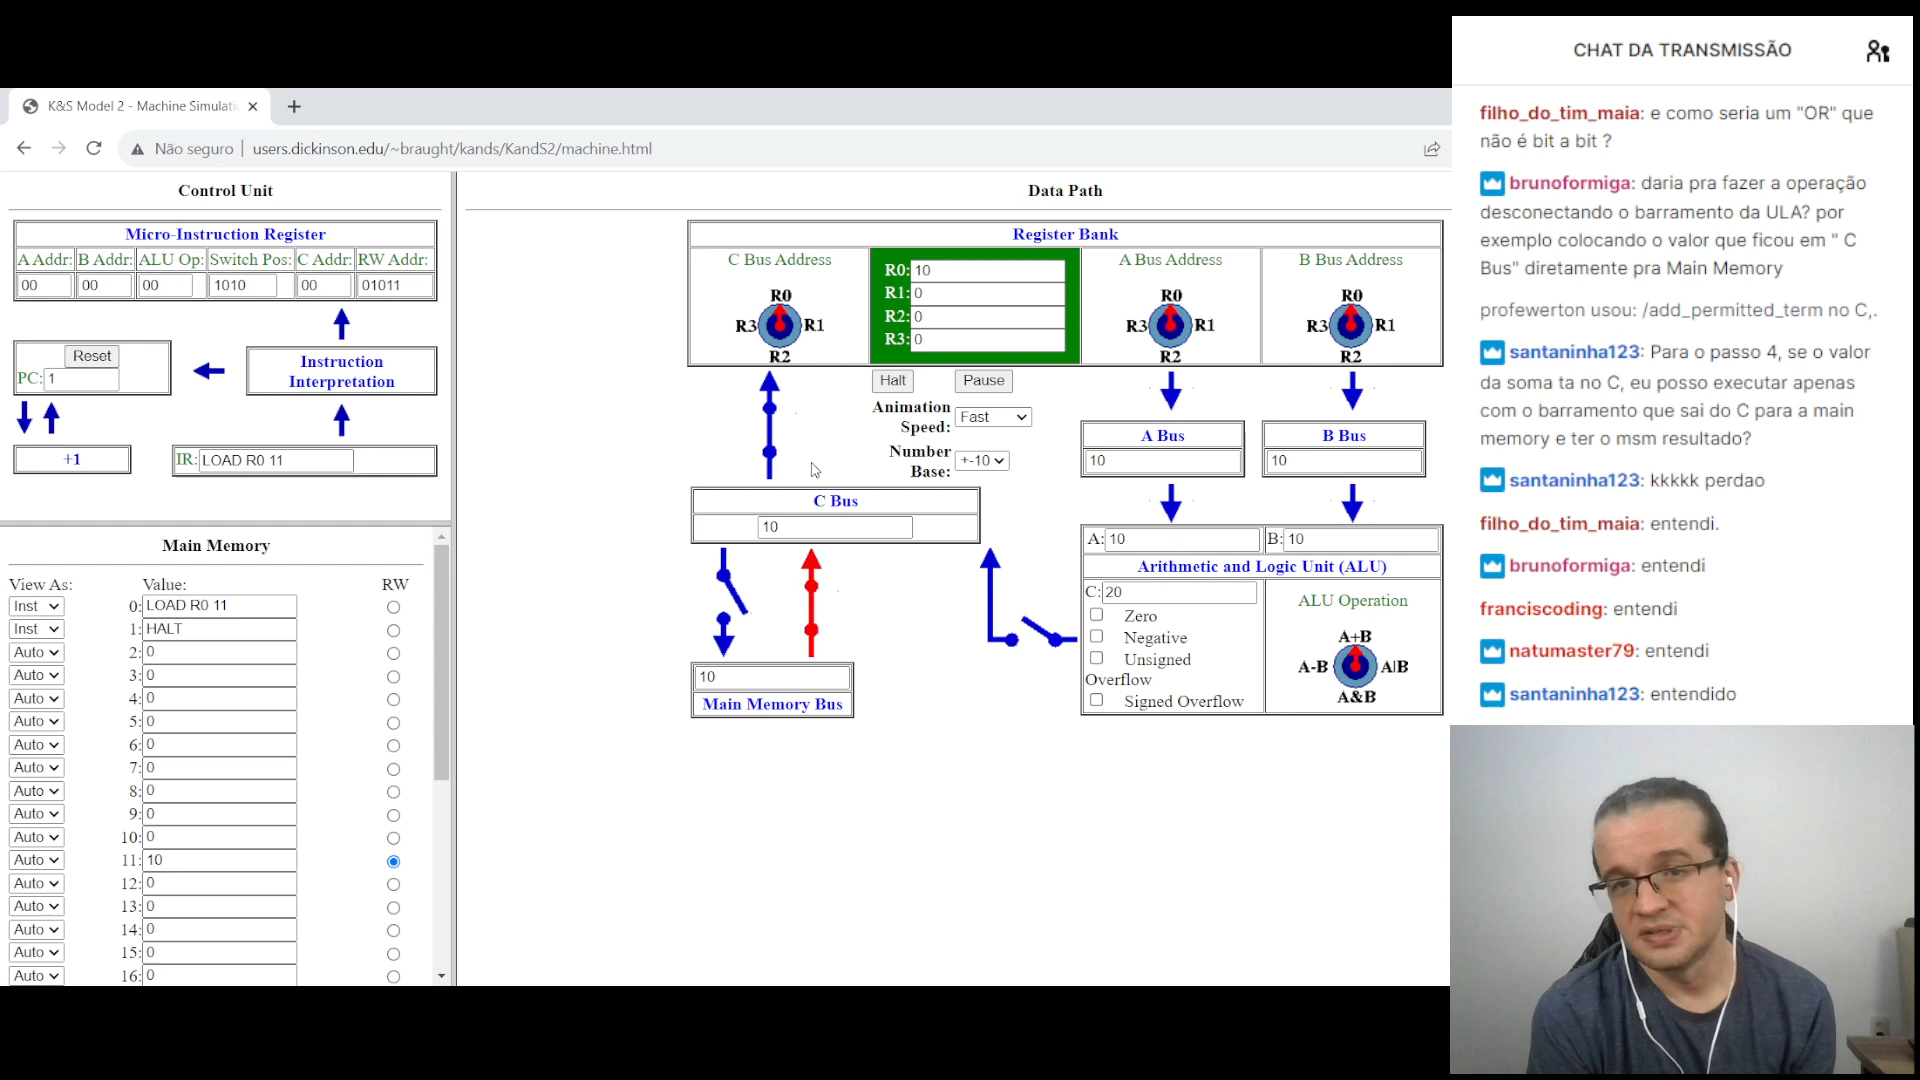 K&S Model 2 - Machine Simulati
Não seguro
users.dickinson.edu/~braught/kands/KandS2/machine.html
Control Unit
Micro-Instruction Register
A Addr: B Addr: ALU Op: Switch Pos: C Addr: RW Addr:
00 00 00 1010 00 01011
Reset
PC: 1
Instruction
Interpretation
+1
IR: LOAD R0 11
Main Memory
View As: Value: RW
Inst 0: LOAD R0 11
Inst 1: HALT
Auto 2: 0
Auto 3: 0
Auto 4: 0
Auto 5: 0
Auto 6: 0
Auto 7: 0
Auto 8: 0
Auto 9: 0
Auto 10: 0
Auto 11: 10
Auto 12: 0
Auto 13: 0
Auto 14: 0
Auto 15: 0
Auto 16: 0
Data Path
Register Bank
C Bus Address
R0
R3 R1
R2
R0: 10
R1: 0
R2: 0
R3: 0
A Bus Address
R0
R3 R1
R2
B Bus Address
R0
R3 R1
R2
Halt Pause
Animation
Speed: Fast
Number
Base: +-10
A Bus
10
B Bus
10
C Bus
10
10
Main Memory Bus
A: 10 B: 10
Arithmetic and Logic Unit (ALU)
C: 20
Zero
Negative
Unsigned
Overflow
Signed Overflow
ALU Operation
A+B
A-B A|B
A&B
CHAT DA TRANSMISSÃO
filho_do_tim_maia: e como seria um "OR" que
não é bit a bit ?
brunoformiga: daria pra fazer a operação
desconectando o barramento da ULA? por
exemplo colocando o valor que ficou em " C
Bus" diretamente pra Main Memory
profewerton usou: /add_permitted_term no C,.
santaninha123: Para o passo 4, se o valor
da soma ta no C, eu posso executar apenas
com o barramento que sai do C para a main
memory e ter o msm resultado?
santaninha123: kkkkk perdao
filho_do_tim_maia: entendi.
brunoformiga: entendi
franciscoding: entendi
natumaster79: entendi
santaninha123: entendido